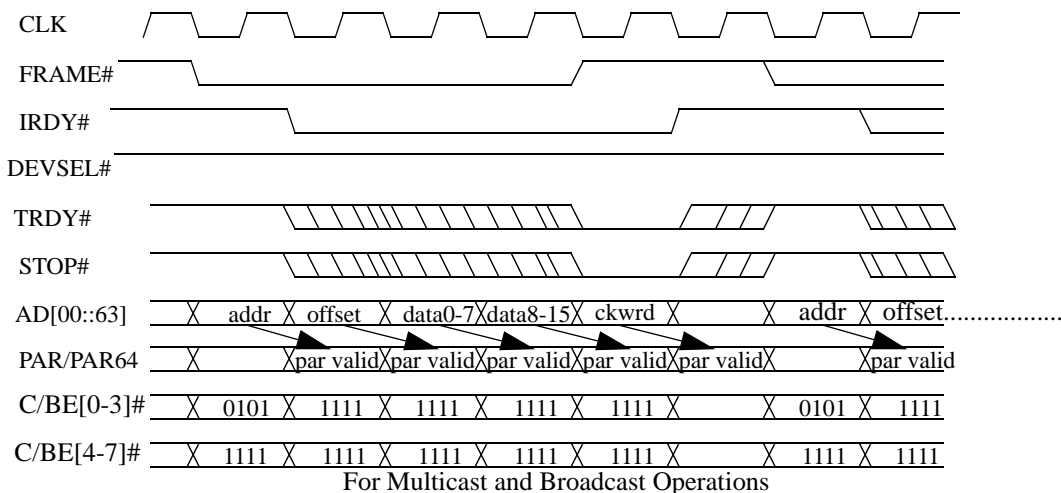 CLK
FRAME#
IRDY#
DEVSEL#
TRDY#
STOP#
AD[00::63] addr offset data0-7 data8-15 ckwrd addr offset..................
PAR/PAR64 par valid par valid par valid par valid par valid par valid
C/BE[0-3]# 0101 1111 1111 1111 1111 0101 1111
C/BE[4-7]# 1111 1111 1111 1111 1111 1111 1111
For Multicast and Broadcast Operations